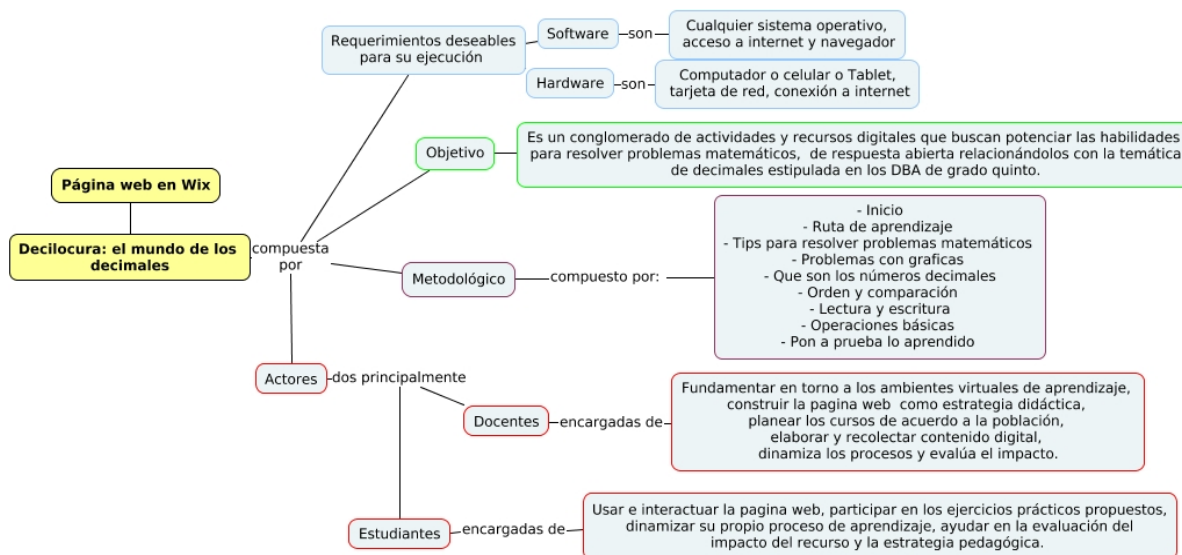 Página web en Wix
Decilocura: el mundo de los
decimales
compuesta
por
Requerimientos deseables
para su ejecución
Software
son
Cualquier sistema operativo,
acceso a internet y navegador
Hardware
son
Computador o celular o Tablet,
tarjeta de red, conexión a internet
Objetivo
Es un conglomerado de actividades y recursos digitales que buscan potenciar las habilidades
para resolver problemas matemáticos, de respuesta abierta relacionándolos con la temática
de decimales estipulada en los DBA de grado quinto.
Metodológico
compuesto por:
- Inicio
- Ruta de aprendizaje
- Tips para resolver problemas matemáticos
- Problemas con graficas
- Que son los números decimales
- Orden y comparación
- Lectura y escritura
- Operaciones básicas
- Pon a prueba lo aprendido
Actores
dos principalmente
Docentes
encargadas de
Fundamentar en torno a los ambientes virtuales de aprendizaje,
construir la pagina web como estrategia didáctica,
planear los cursos de acuerdo a la población,
elaborar y recolectar contenido digital,
dinamiza los procesos y evalúa el impacto.
Estudiantes
encargadas de
Usar e interactuar la pagina web, participar en los ejercicios prácticos propuestos,
dinamizar su propio proceso de aprendizaje, ayudar en la evaluación del
impacto del recurso y la estrategia pedagógica.